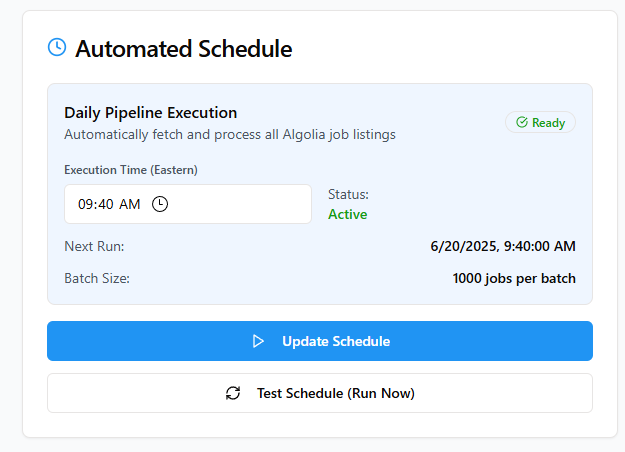 Automated Schedule
Daily Pipeline Execution
Ready
Automatically fetch and process all Algolia job listings
Execution Time (Eastern)
09:40 AM
Status:
Active
Next Run:
6/20/2025, 9:40:00 AM
Batch Size:
1000 jobs per batch
Update Schedule
Test Schedule (Run Now)